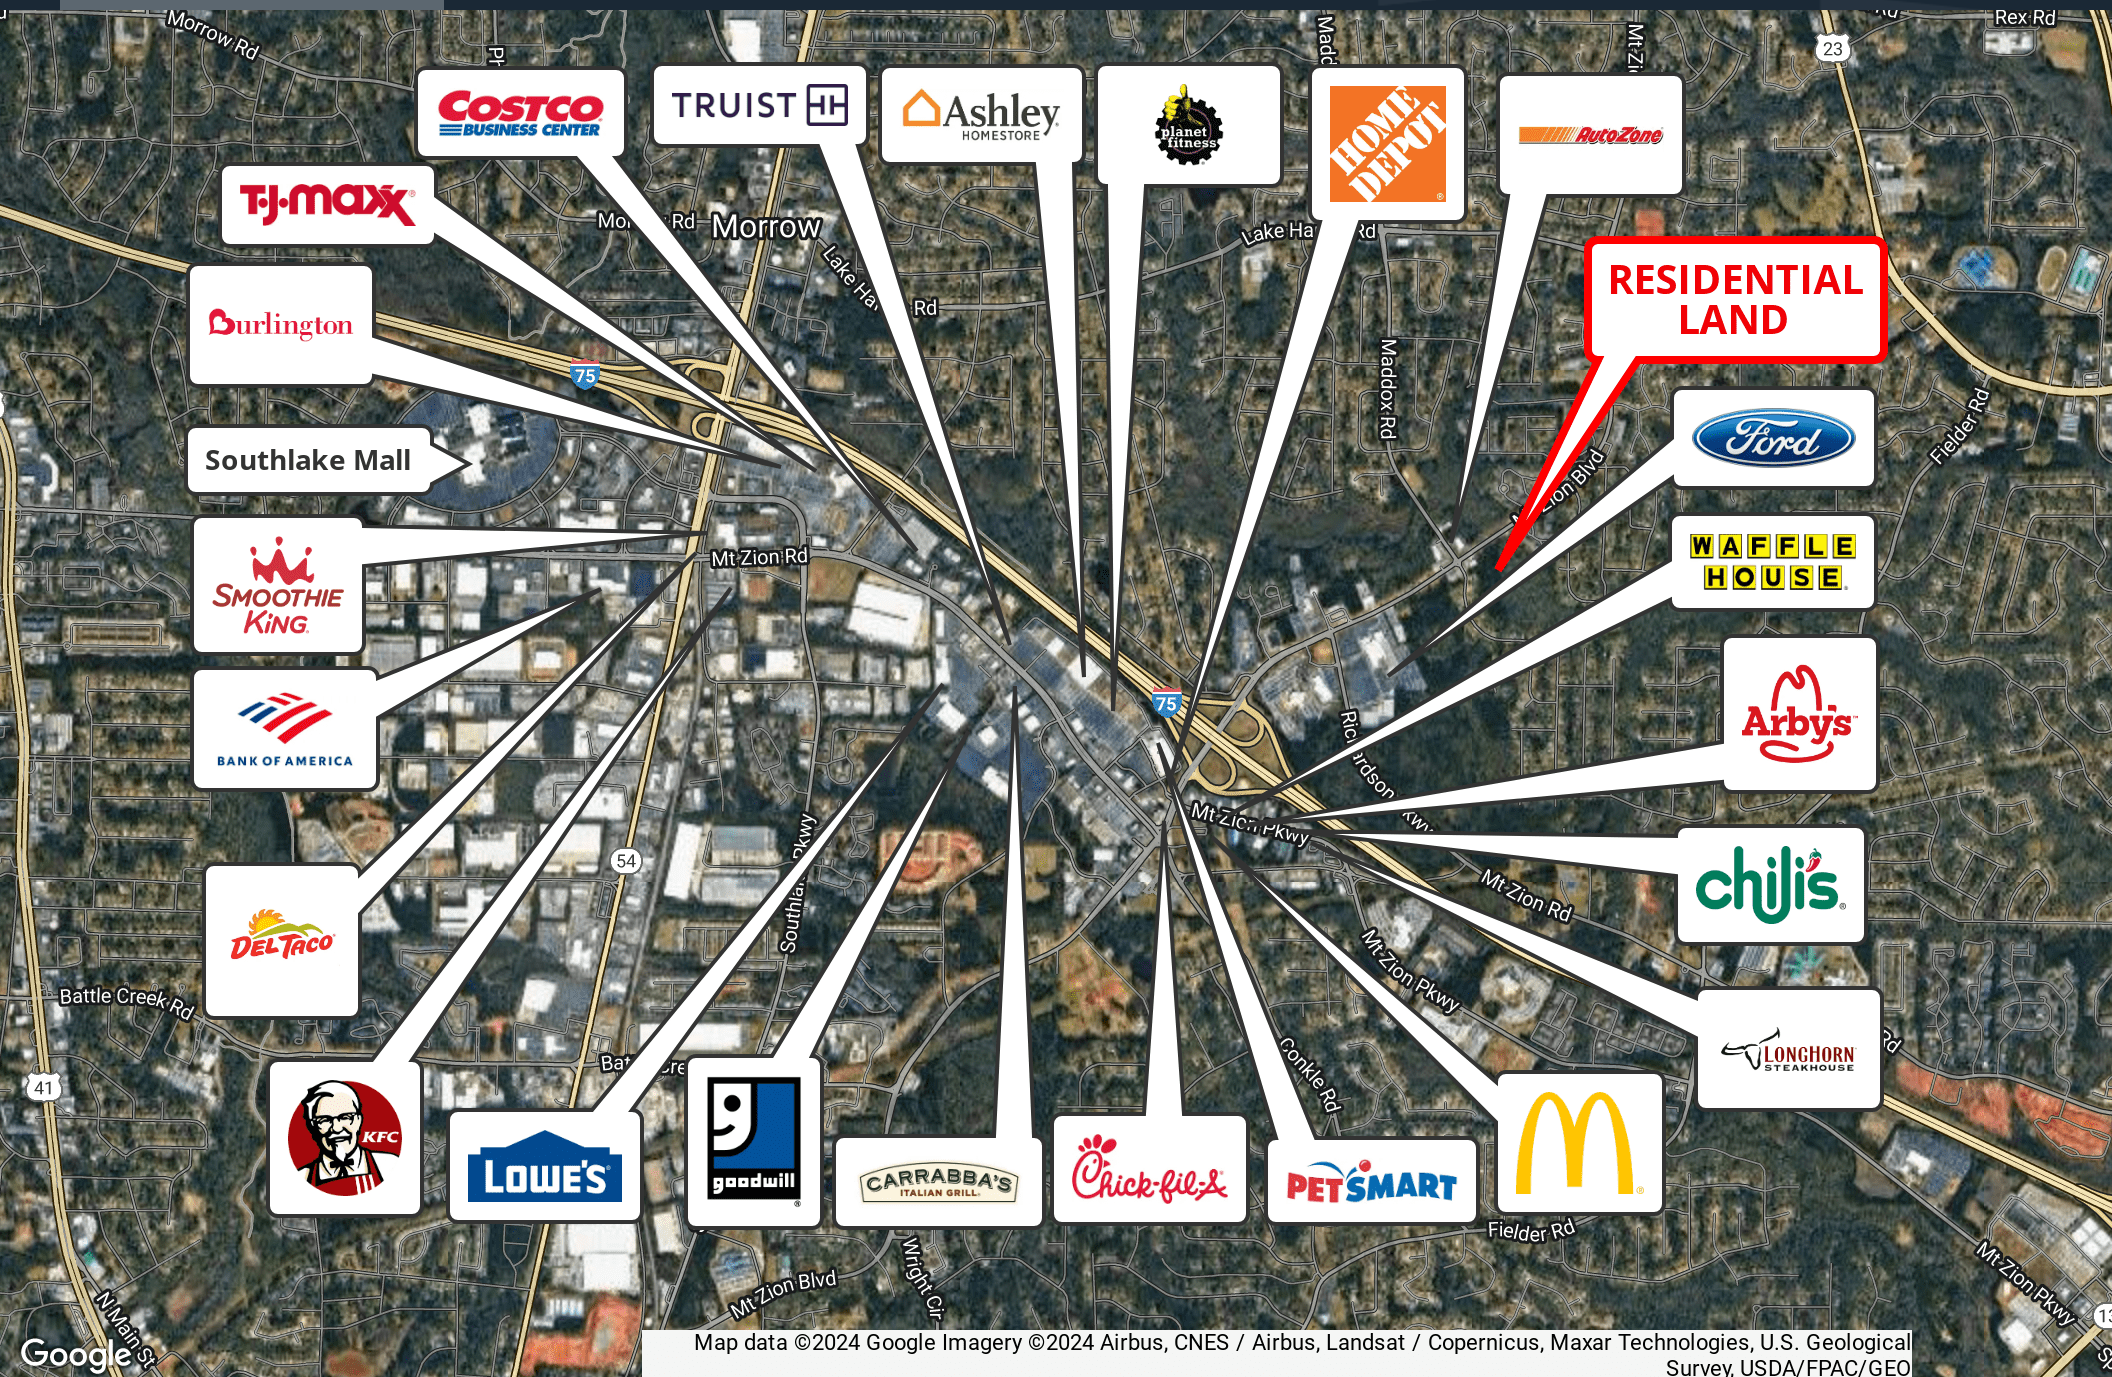 Morrow Rd
Rex Rd
23
COSTCO
BUSINESS CENTER
TRUIST
Ashley
HOMESTORE
planet
fitness
HOME
DEPOT
AutoZone
T.J.maxx
Morrow
Lake
Rd
Rd
RESIDENTIAL
LAND
Burlington
75
Maddox Rd
Ford
Fielder Rd
Southlake Mall
Blvd
WAFFLE
HOUSE
SMOOTHIE
KING
Mt Zion Rd
Arby's
BANK OF AMERICA
75
Mt Zion Pkwy
54
chili's
Mt Zion Rd
DEL TACO
Mt Zion Pkwy
Battle Creek Rd
LONGHORN
STEAKHOUSE
Rd
41
Conkle Rd
KFC
LOWE'S
goodwill
CARRABBA'S
ITALIAN GRILL
Chick-fil-A
PETSMART
Fielder Rd
Mt Zion Blvd
Wright Cir
Mt Zion Pkwy
N Main St
Google
Map data ©2024 Google Imagery ©2024 Airbus, CNES / Airbus, Landsat / Copernicus, Maxar Technologies, U.S. Geological
Survey, USDA/FPAC/GEO